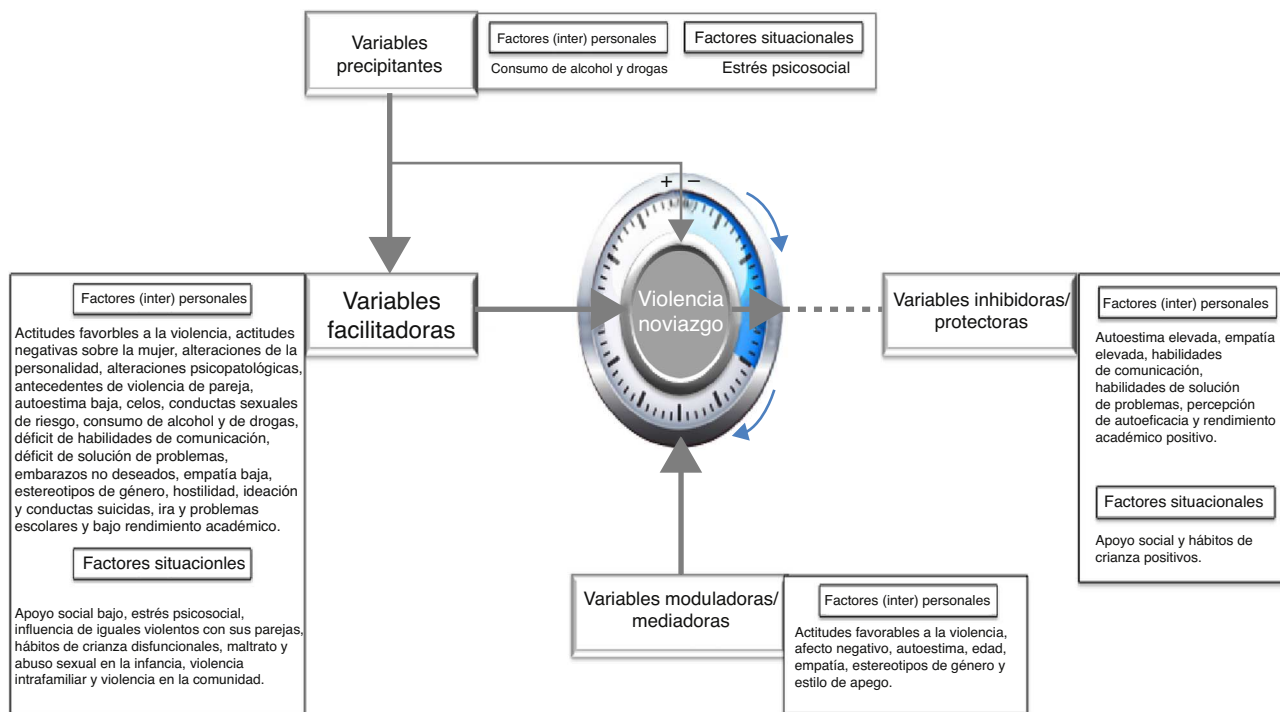 Variables
precipitantes
Factores (inter) personales
Consumo de alcohol y drogas
Factores situacionales
Estrés psicosocial
+ –
Factores (inter) personales
Actitudes favorbles a la violencia, actitudes
negativas sobre la mujer, alteraciones de la
personalidad, alteraciones psicopatológicas,
antecedentes de violencia de pareja,
autoestima baja, celos, conductas sexuales
de riesgo, consumo de alcohol y de drogas,
déficit de habilidades de comunicación,
déficit de solución de problemas,
embarazos no deseados, empatía baja,
estereotipos de género, hostilidad, ideación
y conductas suicidas, ira y problemas
escolares y bajo rendimiento académico.
Factores situacionles
Apoyo social bajo, estrés psicosocial,
influencia de iguales violentos con sus parejas,
hábitos de crianza disfuncionales, maltrato y
abuso sexual en la infancia, violencia
intrafamiliar y violencia en la comunidad.
Variables
facilitadoras
Violencia
noviazgo
Variables inhibidoras/
protectoras
Factores (inter) personales
Autoestima elevada, empatía
elevada, habilidades
de comunicación,
habilidades de solución
de problemas, percepción
de autoeficacia y rendimiento
académico positivo.
Factores situacionales
Apoyo social y hábitos de
crianza positivos.
Variables moduladoras/
mediadoras
Factores (inter) personales
Actitudes favorables a la violencia,
afecto negativo, autoestima, edad,
empatía, estereotipos de género y
estilo de apego.